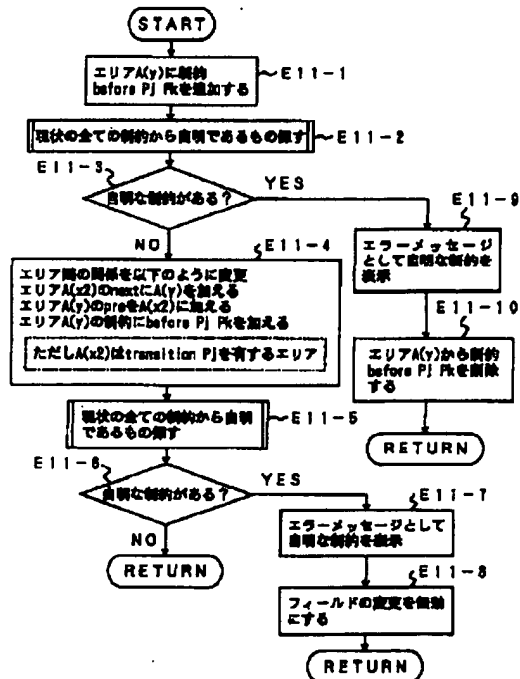 START
エリアA(y)に制約
before Pj Pkを追加する
E11-1
現状の全ての制約から自明であるもの探す
E11-2
E11-3
自明な制約がある?
YES
NO
E11-4
エリア間の関係を以下のように変更
エリアA(x2)のnextにA(y)を加える
エリアA(y)のpreをA(x2)に加える
エリアA(y)の制約にbefore Pj Pkを加える
ただしA(x2)はtransition Pjを有するエリア
現状の全ての制約から自明
であるもの探す
E11-5
E11-6
自明な制約がある?
YES
NO
RETURN
E11-7
エラーメッセージとして
自明な制約を表示
E11-8
フィールドの変更を無効
にする
RETURN
E11-9
エラーメッセージ
として自明な制約を
表示
E11-10
エリアA(y)から制約
before Pj Pkを削除
する
RETURN